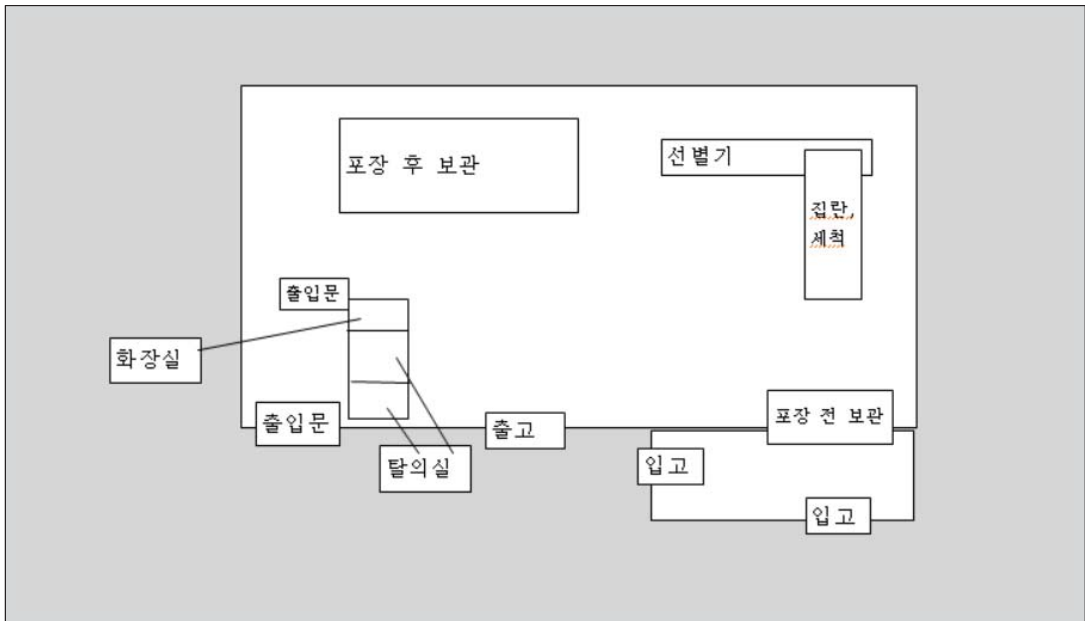 포장 후 보관
선별기
집란,
세척
출입문
화장실
출입문
탈의실
출고
포장 전 보관
입고
입고